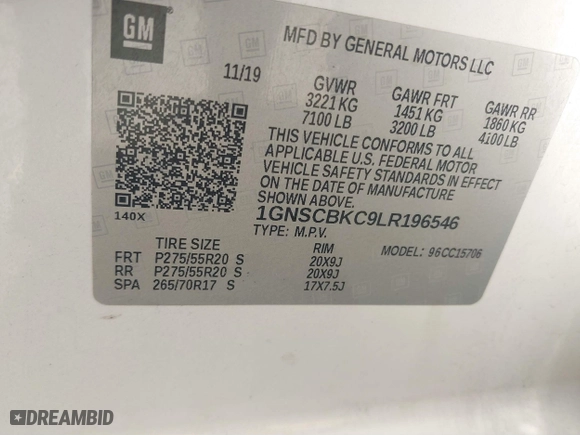 GM
MFD BY GENERAL MOTORS LLC
11/19
GVWR GAWR FRT GAWR RR
3221 KG 1451 KG 1860 KG
7100 LB 3200 LB 4100 LB
THIS VEHICLE CONFORMS TO ALL
APPLICABLE U.S. FEDERAL MOTOR
VEHICLE SAFETY STANDARDS IN EFFECT
ON THE DATE OF MANUFACTURE
SHOWN ABOVE.
140X
1GNSCBKC9LR196546
TYPE: M.P.V. MODEL: 96CC15706
TIRE SIZE RIM
FRT P275/55R20 S 20X9J
RR P275/55R20 S 20X9J
SPA 265/70R17 S 17X7.5J
DREAMBID